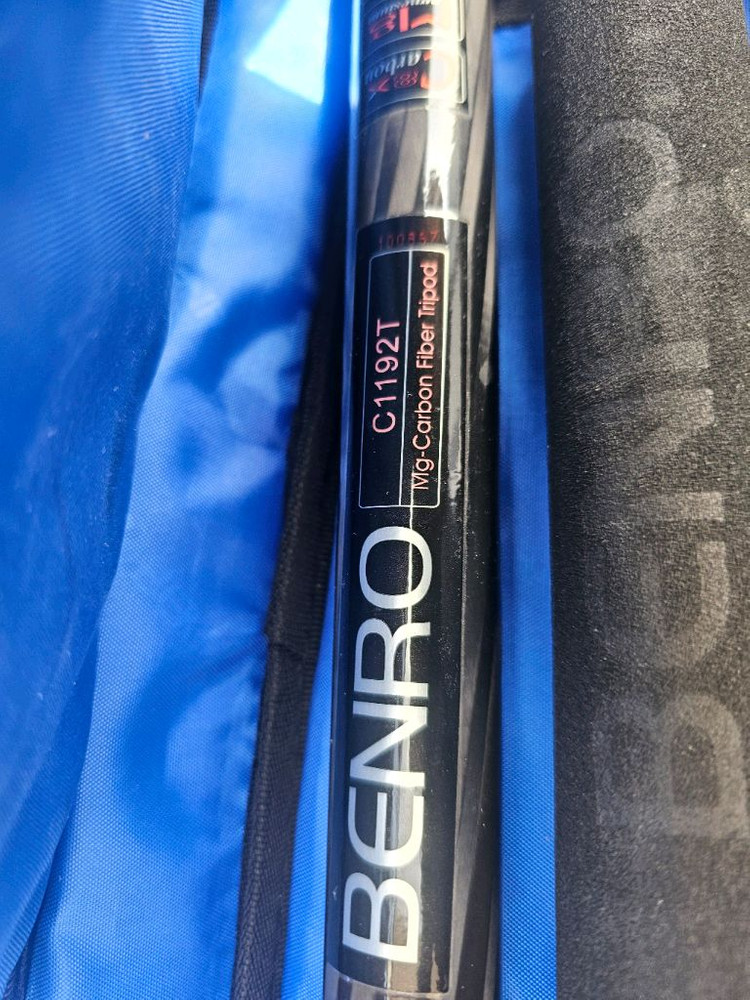 BENRO
C1192T
Mg-Carbon Fiber Tripod
BENRO